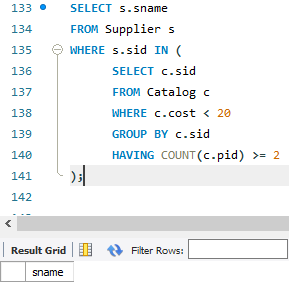 133 SELECT s.sname
134 FROM Supplier s
135 WHERE s.sid IN (
136 SELECT c.sid
137 FROM Catalog c
138 WHERE c.cost < 20
139 GROUP BY c.sid
140 HAVING COUNT(c.pid) >= 2
141 );
142
Result Grid Filter Rows:
sname